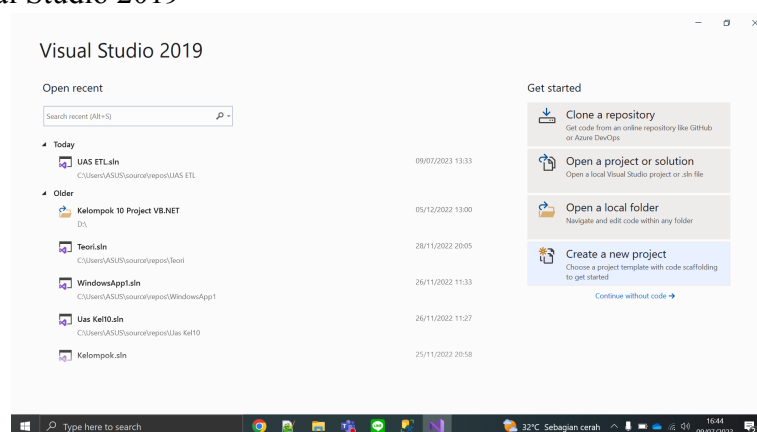 al Studio 2019
Visual Studio 2019
Open recent
Search recent (Alt+S)
Today
UAS ETL.sln
09/07/2023 13:33
C:\Users\ASUS\source\repos\UAS ETL
Older
Kelompok 10 Project VB.NET
05/12/2022 13:00
D:\
Teori.sln
28/11/2022 20:05
C:\Users\ASUS\source\repos\Teori
WindowsApp1.sln
26/11/2022 11:33
C:\Users\ASUS\source\repos\WindowsApp1
Uas Kel10.sln
26/11/2022 11:27
C:\Users\ASUS\source\repos\Uas Kel10
Kelompok.sln
25/11/2022 20:58
Get started
Clone a repository
Get code from an online repository like GitHub
or Azure DevOps
Open a project or solution
Open a local Visual Studio project or .sln file
Open a local folder
Navigate and edit code within any folder
Create a new project
Choose a project template with code scaffolding
to get started
Continue without code →
Type here to search
32°C Sebagian cerah
16:44
09/07/2023